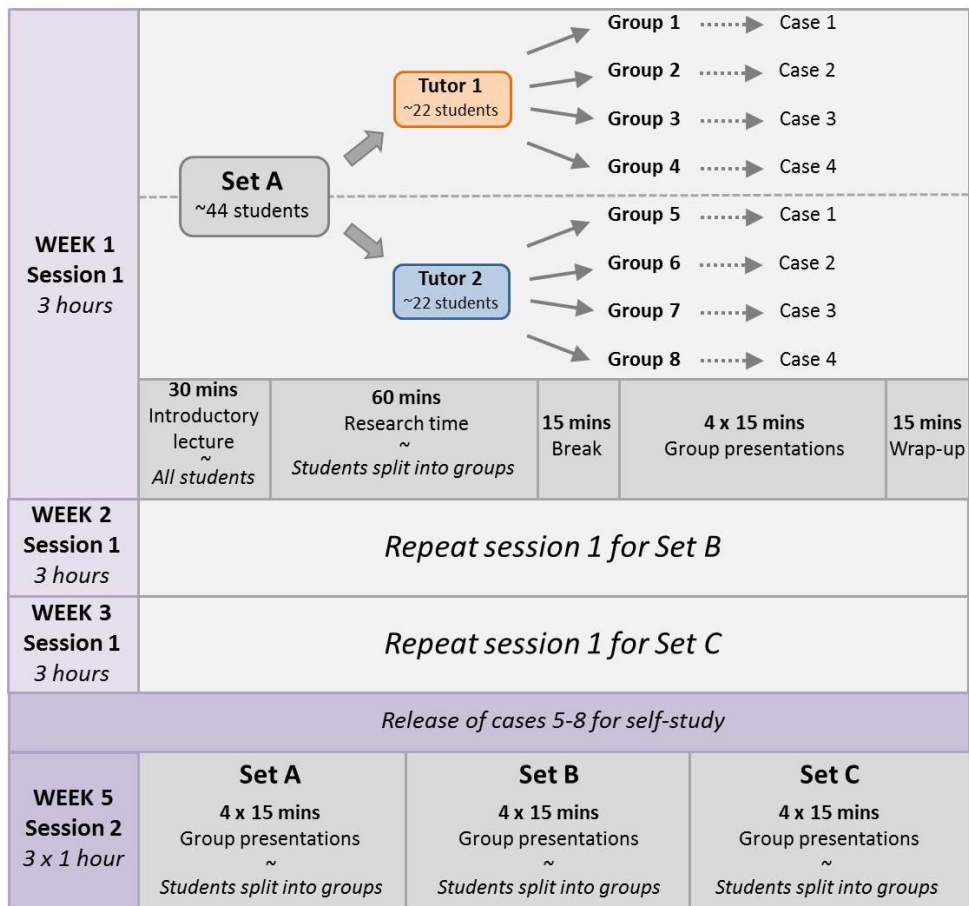 WEEK 1
Session 1
3 hours
Set A
~44 students
Tutor 1
~22 students
Group 1
Case 1
Group 2
Case 2
Group 3
Case 3
Group 4
Case 4
Tutor 2
~22 students
Group 5
Case 1
Group 6
Case 2
Group 7
Case 3
Group 8
Case 4
30 mins
Introductory
lecture
~
All students
60 mins
Research time
~
Students split into groups
15 mins
Break
4 x 15 mins
Group presentations
15 mins
Wrap-up
WEEK 2
Session 1
3 hours
Repeat session 1 for Set B
WEEK 3
Session 1
3 hours
Repeat session 1 for Set C
Release of cases 5-8 for self-study
WEEK 5
Session 2
3 x 1 hour
Set A
4 x 15 mins
Group presentations
~
Students split into groups
Set B
4 x 15 mins
Group presentations
~
Students split into groups
Set C
4 x 15 mins
Group presentations
~
Students split into groups